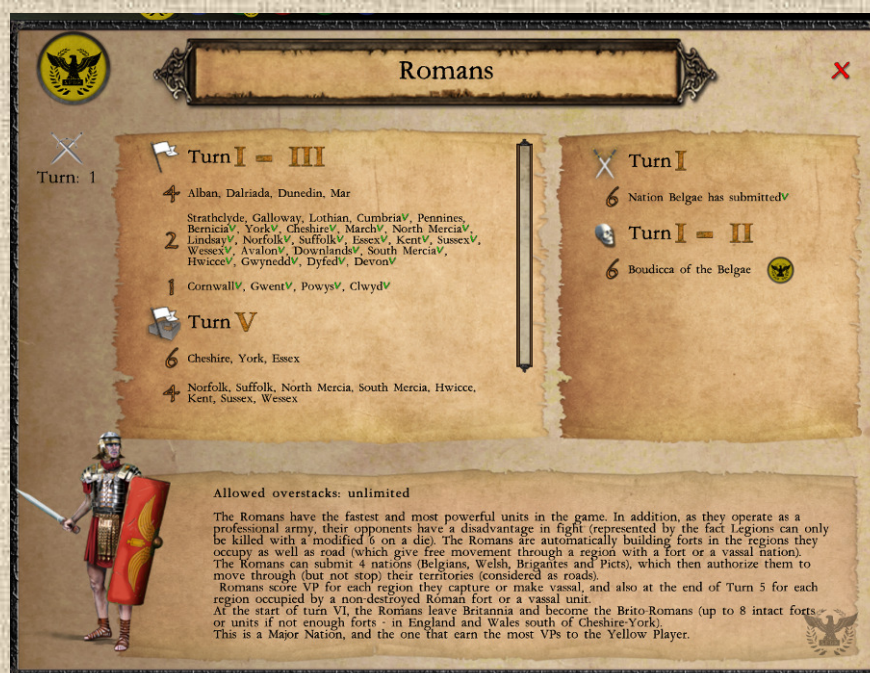 Romans
Turn: 1
Turn I - III
4 Alban, Dalriada, Dunedin, Mar
2 Strathclyde, Galloway, Lothian, Cumbria, Pennines,
Bernicia, York, Cheshire, March, North Mercia,
Lindsay, Norfolk, Suffolk, Essex, Kent, Sussex,
Wessex, Avalon, Downlands, South Mercia,
Hwicce, Gwynedd, Dyfed, Devon
1 Cornwall, Gwent, Powys, Clwyd
Turn V
6 Cheshire, York, Essex
4 Norfolk, Suffolk, North Mercia, South Mercia, Hwicce,
Kent, Sussex, Wessex
Turn I
6 Nation Belgae has submitted
Turn I - II
6 Boudicca of the Belgae
Allowed overstacks: unlimited
The Romans have the fastest and most powerful units in the game. In addition, as they operate as a
professional army, their opponents have a disadvantage in fight (represented by the fact Legions can only
be killed with a modified 6 on a die). The Romans are automatically building forts in the regions they
occupy as well as road (which give free movement through a region with a fort or a vassal nation).
The Romans can submit 4 nations (Belgians, Welsh, Brigantes and Picts), which then authorize them to
move through (but not stop) their territories (considered as roads).
Romans score VP for each region they capture or make vassal, and also at the end of Turn 5 for each
region occupied by a non-destroyed Roman fort or a vassal unit.
At the start of turn VI, the Romans leave Britannia and become the Brito-Romans (up to 8 intact forts
or units if not enough forts - in England and Wales south of Cheshire-York).
This is a Major Nation, and the one that earn the most VPs to the Yellow Player.